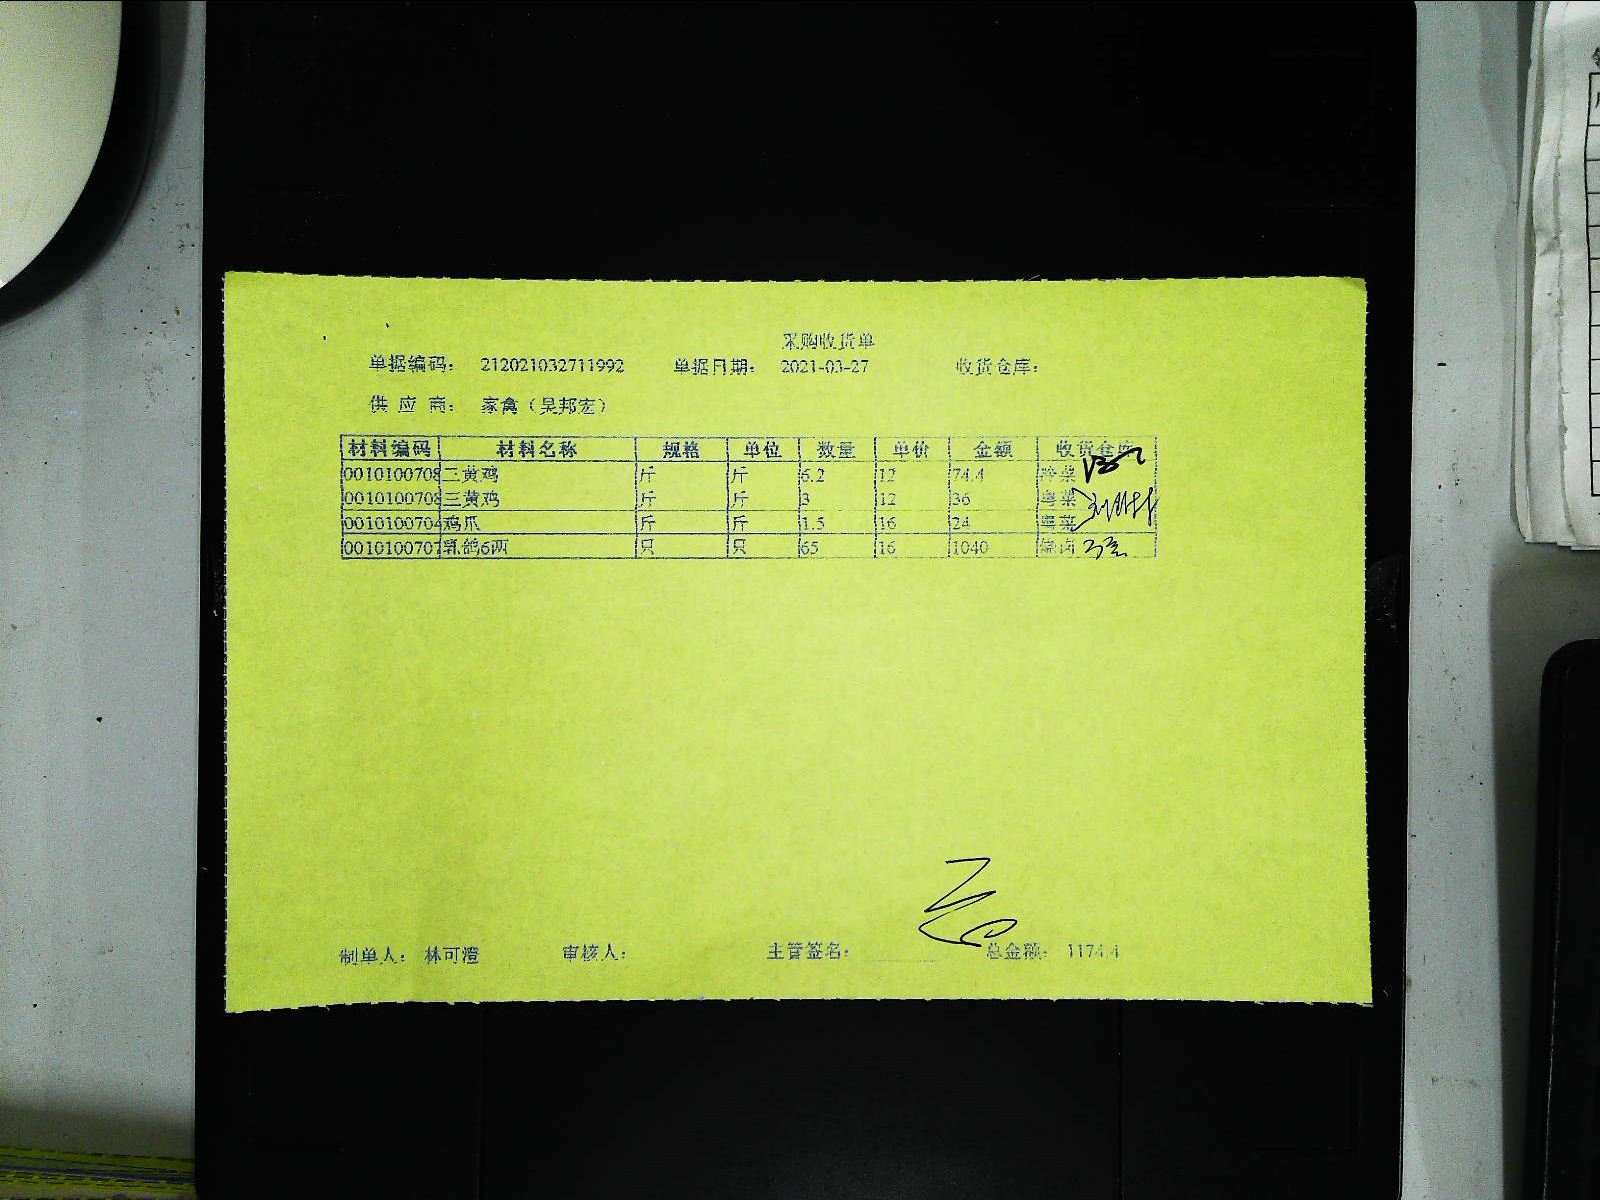 采购收货单
单据编码： 212021032711992 单据日期： 2021-03-27 收货仓库：
供 应 商： 家禽（吴邦宏）
材料编码 材料名称 规格 单位 数量 单价 金额 收货仓库
0010100708 三黄鸡 斤 斤 6.2 12 74.4 冷菜
0010100708 三黄鸡 斤 斤 3 12 36 粤菜
0010100704 鸡爪 斤 斤 1.5 16 24 粤菜
0010100707 乳鸽6两 只 只 65 16 1040 烧卤
制单人： 林可澄 审核人： 主管签名： 总金额： 1174.4